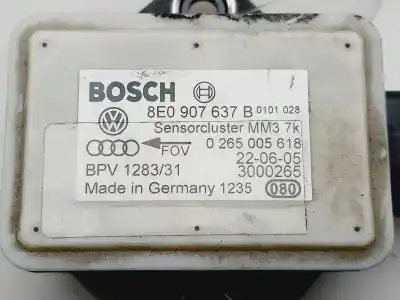 BOSCH
8E0 907 637 B 0101 028
Sensorcluster MM3.7k
0 265 005 618
FOV
22-06-05
BPV 1283/31
3000265
Made in Germany 1235
080